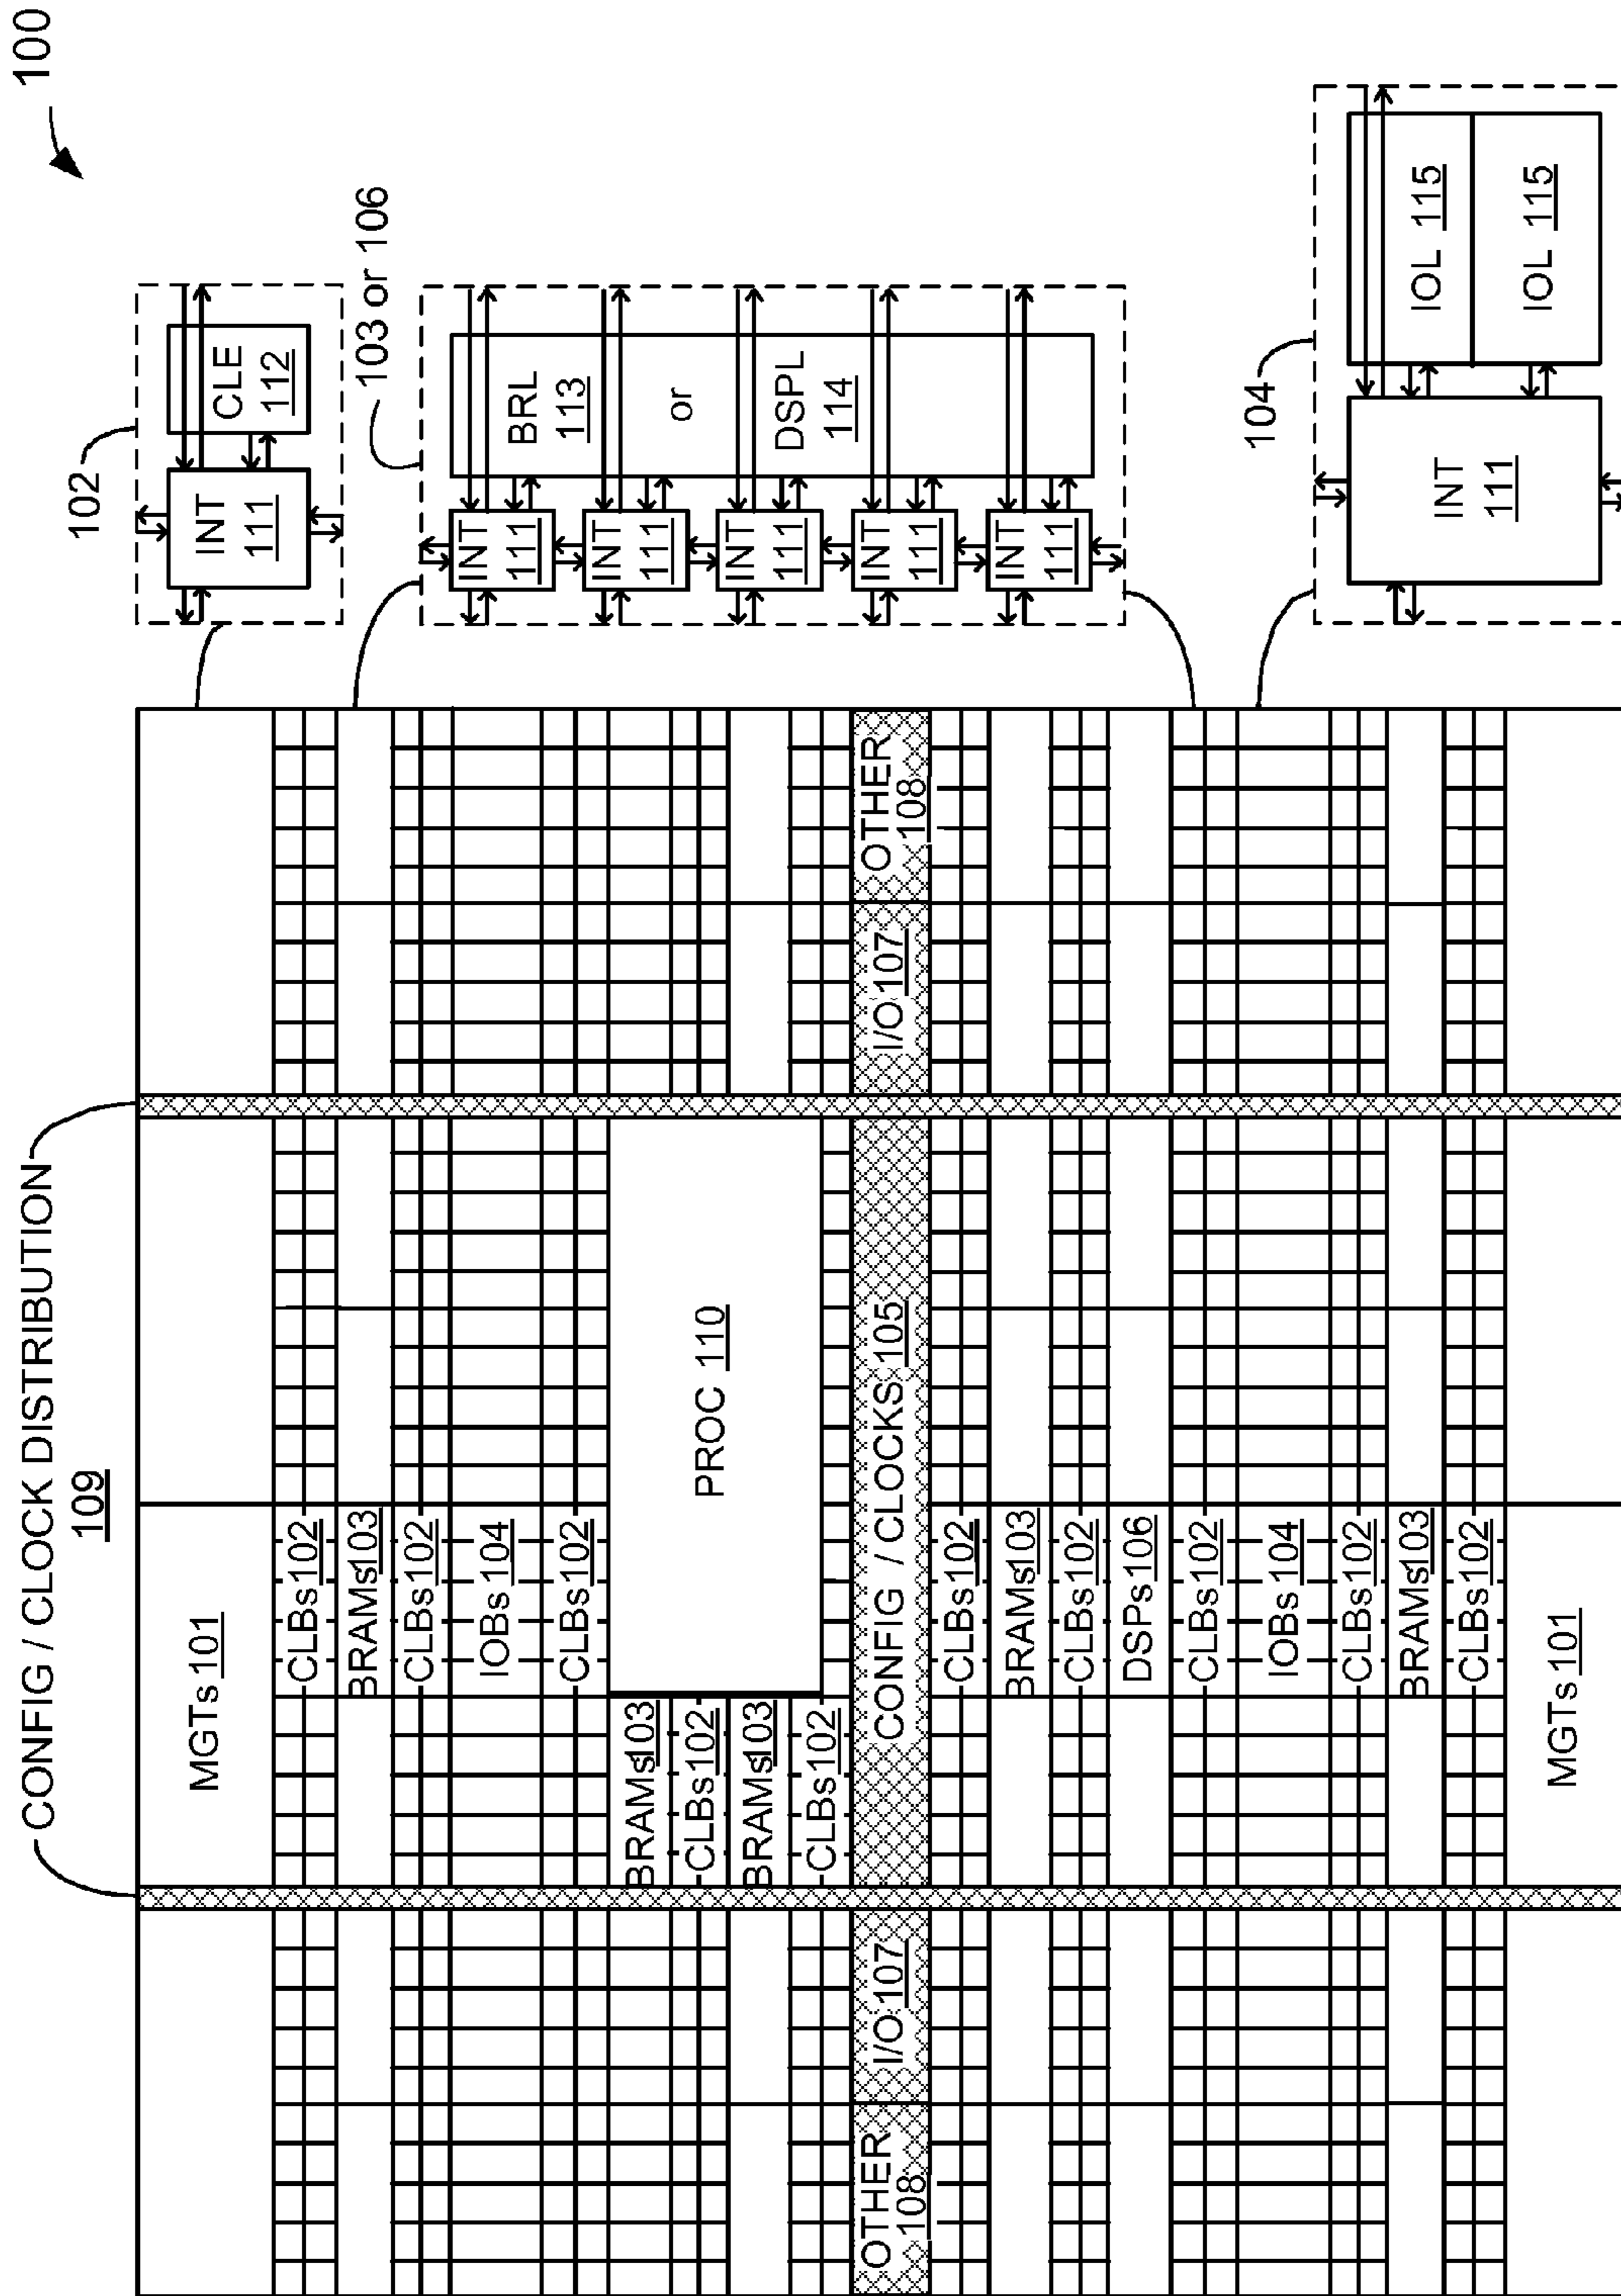 100
CONFIG / CLOCK DISTRIBUTION
109
MGTs 101
CLBs 102
BRAMs 103
CLBs 102
IOBs 104
CLBs 102
BRAMs 103
CLBs 102
BRAMs 103
CLBs 102
PROC 110
OTHER
108
I/O 107
CONFIG / CLOCKS 105
I/O 107
OTHER
108
CLBs 102
BRAMs 103
CLBs 102
DSPs 106
CLBs 102
IOBs 104
CLBs 102
BRAMs 103
CLBs 102
MGTs 101
102
INT
111
CLE
112
103 or 106
INT
111
INT
111
INT
111
INT
111
INT
111
BRL
113
or
DSPL
114
104
INT
111
IOL 115
IOL 115